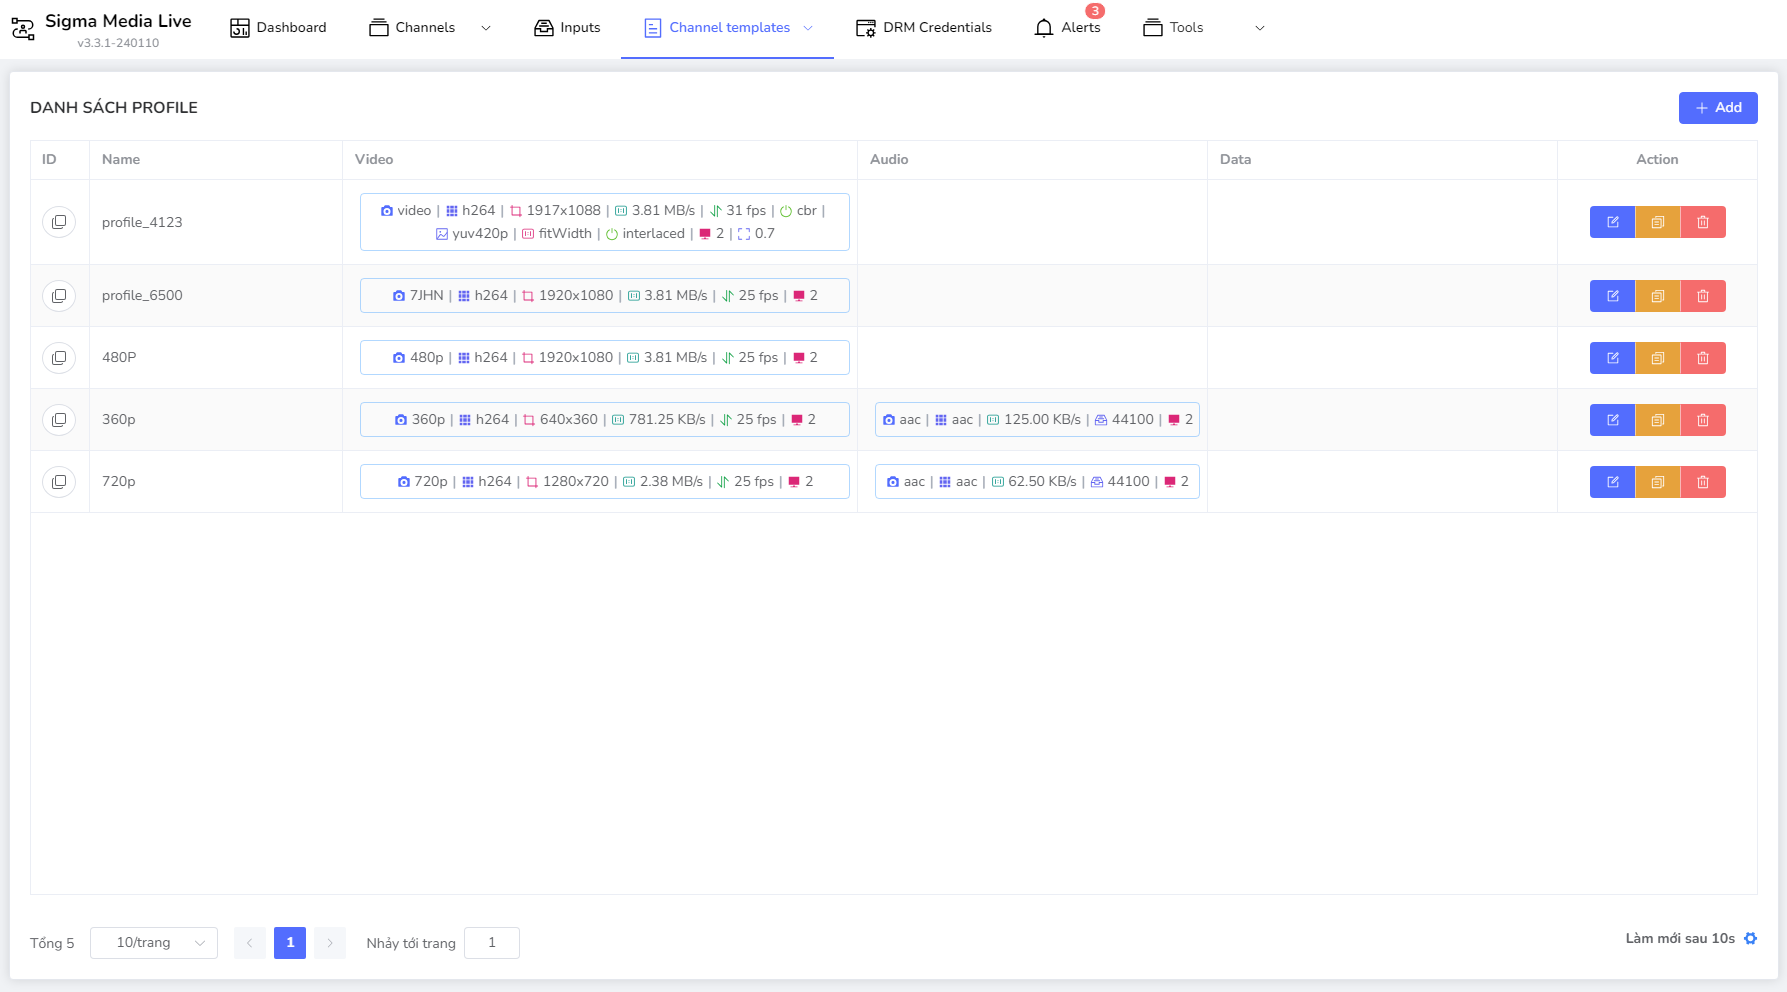 Sigma Media Live
v3.3.1-240110
Dashboard
Channels
Inputs
Channel templates
DRM Credentials
Alerts
3
Tools
DANH SÁCH PROFILE
Add
ID Name Video Audio Data Action
profile_4123
video | h264 | 1917x1088 | 3.81 MB/s | 31 fps | cbr |
yuv420p | fitWidth | interlaced | 2 | 0.7
profile_6500
7JHN | h264 | 1920x1080 | 3.81 MB/s | 25 fps | 2
480P
480p | h264 | 1920x1080 | 3.81 MB/s | 25 fps | 2
360p
360p | h264 | 640x360 | 781.25 KB/s | 25 fps | 2
aac | aac | 125.00 KB/s | 44100 | 2
720p
720p | h264 | 1280x720 | 2.38 MB/s | 25 fps | 2
aac | aac | 62.50 KB/s | 44100 | 2
Tổng 5
10/trang
1
Nhảy tới trang
1
Làm mới sau 10s